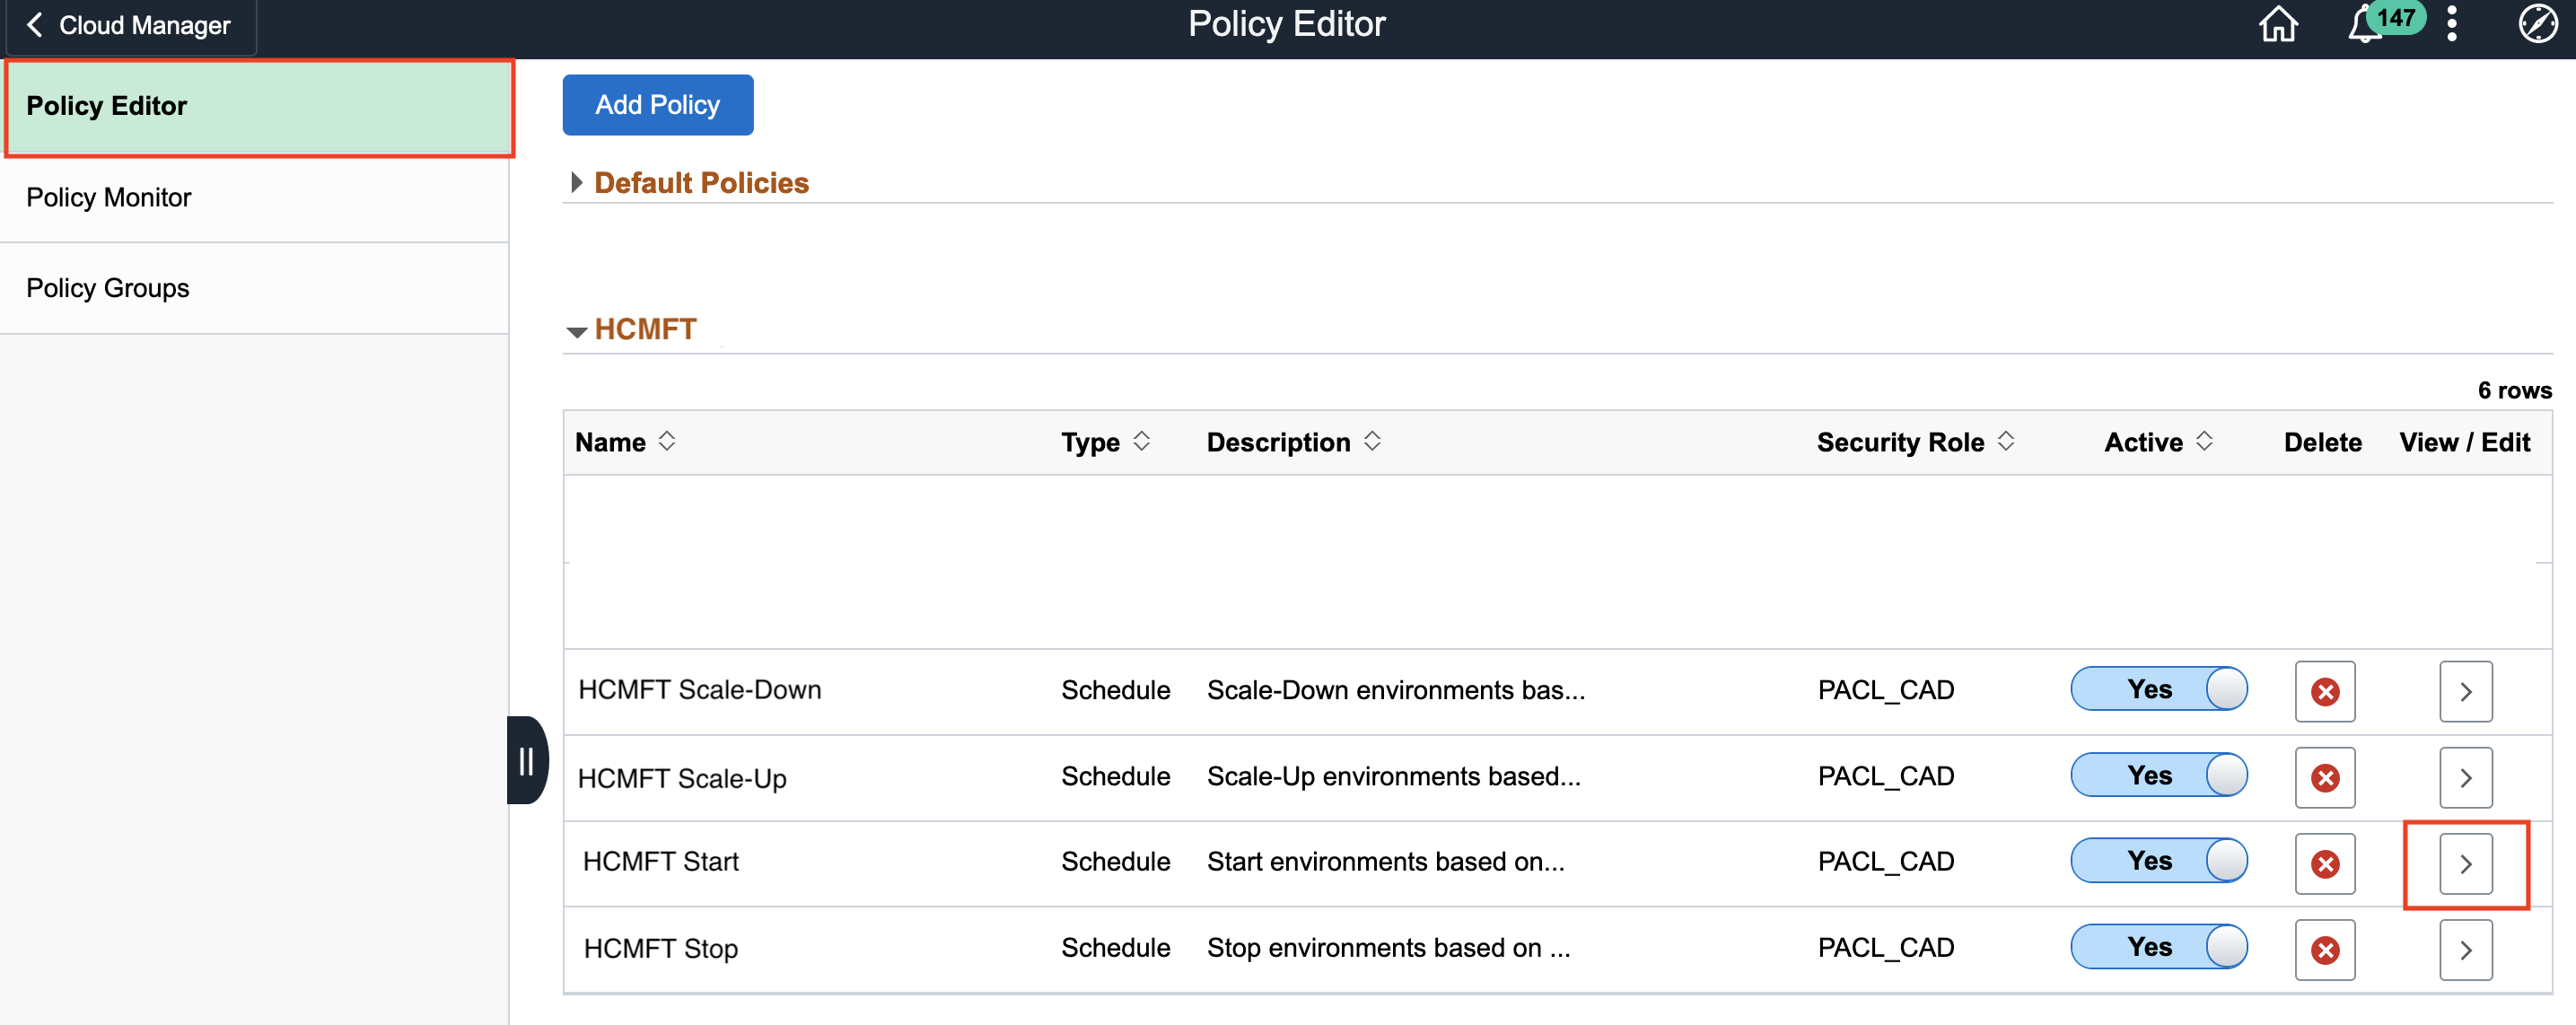 Cloud Manager
Policy Editor
147
Policy Editor
Policy Monitor
Policy Groups
Add Policy
Default Policies
HCMFT
6 rows
Name Type Description Security Role Active Delete View / Edit
HCMFT Scale-Down Schedule Scale-Down environments bas... PACL_CAD Yes
HCMFT Scale-Up Schedule Scale-Up environments based... PACL_CAD Yes
HCMFT Start Schedule Start environments based on... PACL_CAD Yes
HCMFT Stop Schedule Stop environments based on ... PACL_CAD Yes